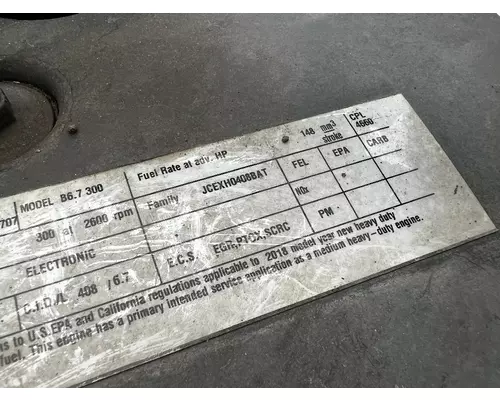 Fuel Rate at adv. HP 148 mm3 stroke CPL 4660
707 MODEL B6.7 300 Family JCEXH0408BAT FEL EPA CARB
300 at 2600 rpm NOx
ELECTRONIC E.C.S. EGR,PTOX,SCRC PM
C.I.D./L 408 / 6.7
ns to U.S.EPA and California regulations applicable to 2018 model year new heavy duty
fuel. This engine has a primary intended service application as a medium heavy-duty engine.